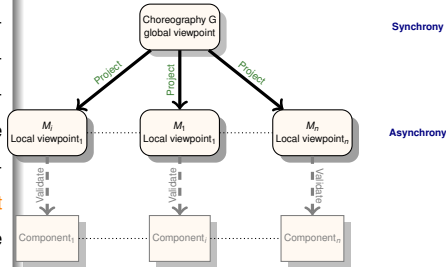 Choreography G
global viewpoint
Synchrony
Project
Project
Project
Mi
Local viewpoint1
M1
Local viewpoint1
Mn
Local viewpointn
Asynchrony
Validate
Validate
Validate
Component1
Componenti
Componentn